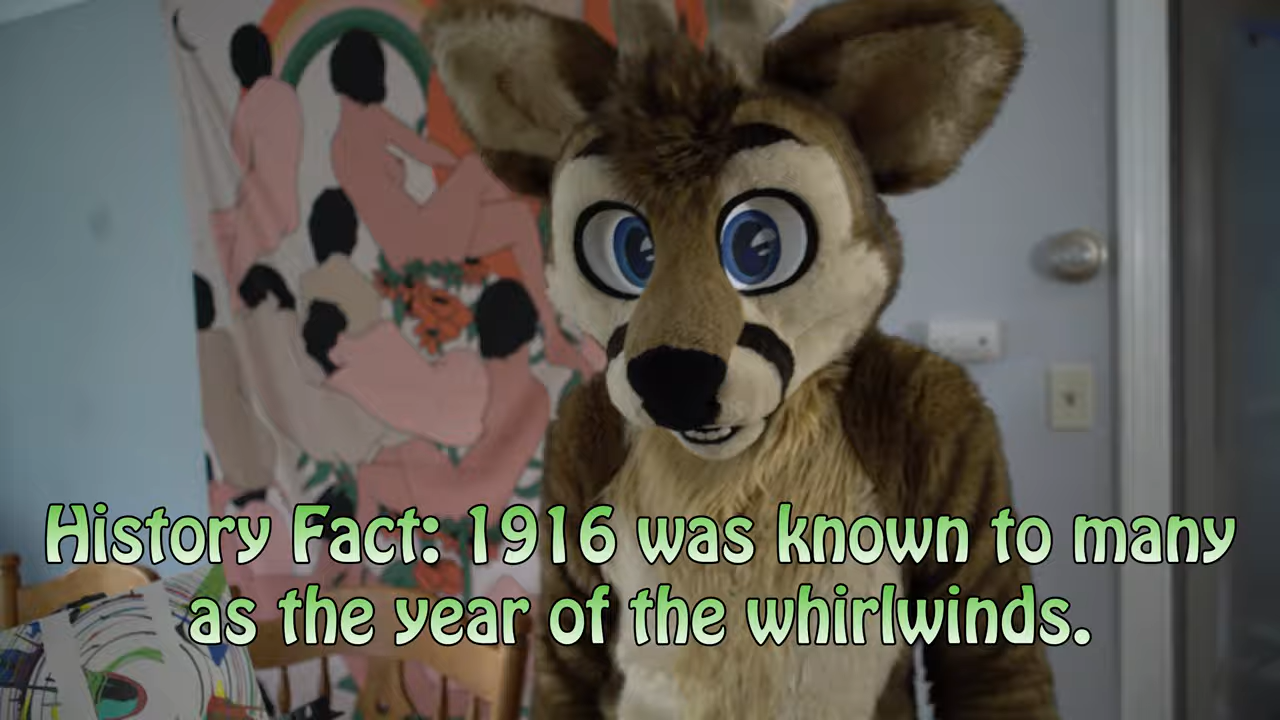 History Fact: 1916 was known to many
as the year of the whirlwinds.